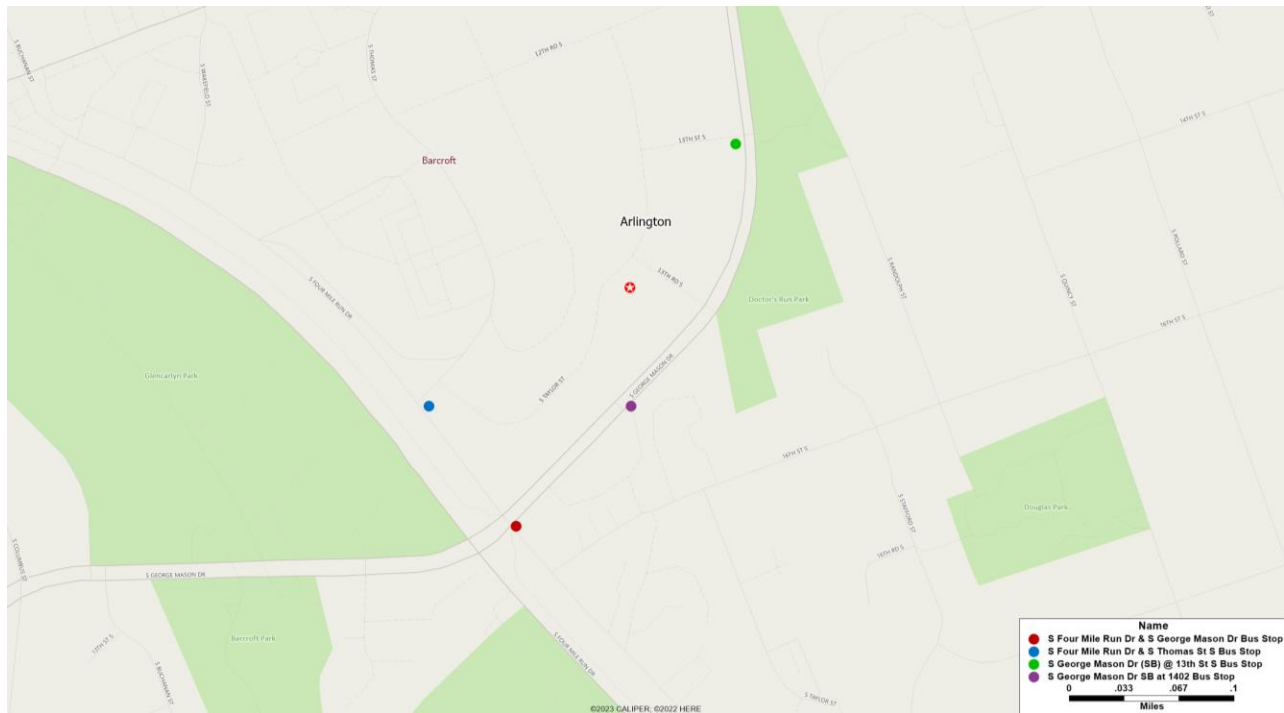 S BUCHANAN ST
S WAKEFIELD ST
S THOMAS ST
12TH RD S
14TH ST S
13TH ST S
Barcroft
Arlington
S HOLLARD ST
S RANDOLPH ST
S QUINCY ST
13TH RD S
S FOUR MILE RUN DR
Doctor's Run Park
16TH ST S
Glencarlyn Park
S GEORGE MASON DR
S TAYLOR ST
16TH ST S
S STAFFORD ST
Douglas Park
16TH RD S
S COLUMBUS ST
S GEORGE MASON DR
Barcroft Park
17TH ST S
S BUCHANAN ST
S FOUR MILE RUN DR
S TAYLOR ST
Name
S Four Mile Run Dr & S George Mason Dr Bus Stop
S Four Mile Run Dr & S Thomas St S Bus Stop
S George Mason Dr (SB) @ 13th St S Bus Stop
S George Mason Dr SB at 1402 Bus Stop
0 .033 .067 .1
Miles
©2023 CALIPER; ©2022 HERE